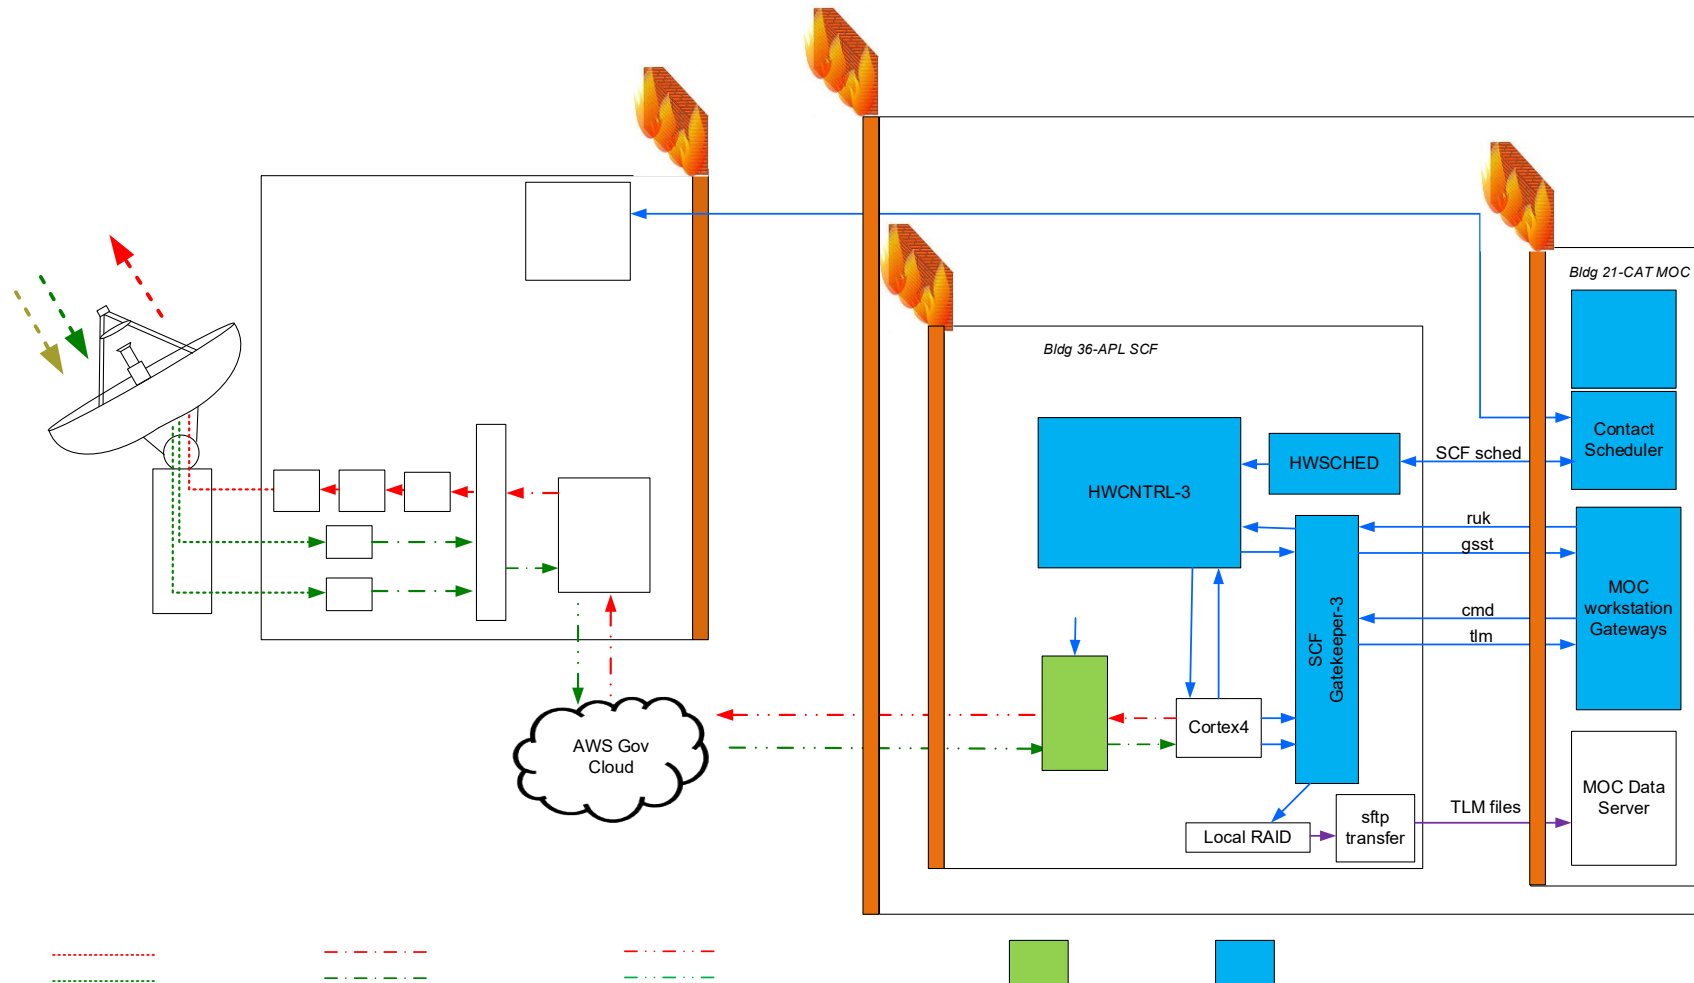 Bldg 21-CAT MOC
Bldg 36-APL SCF
Contact
Scheduler
SCF sched
HWSCHED
HWCNTRL-3
ruk
gsst
MOC
workstation
Gateways
cmd
tlm
SCF
Gatekeeper-3
Cortex4
AWS Gov
Cloud
MOC Data
Server
TLM files
sftp
transfer
Local RAID